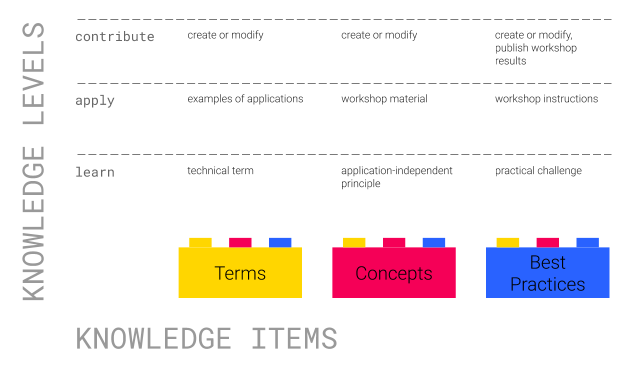 KNOWLEDGE LEVELS
contribute
create or modify
create or modify
create or modify,
publish workshop
results
apply
examples of applications
workshop material
workshop instructions
learn
technical term
application-independent
principle
practical challenge
Terms
Concepts
Best
Practices
KNOWLEDGE ITEMS